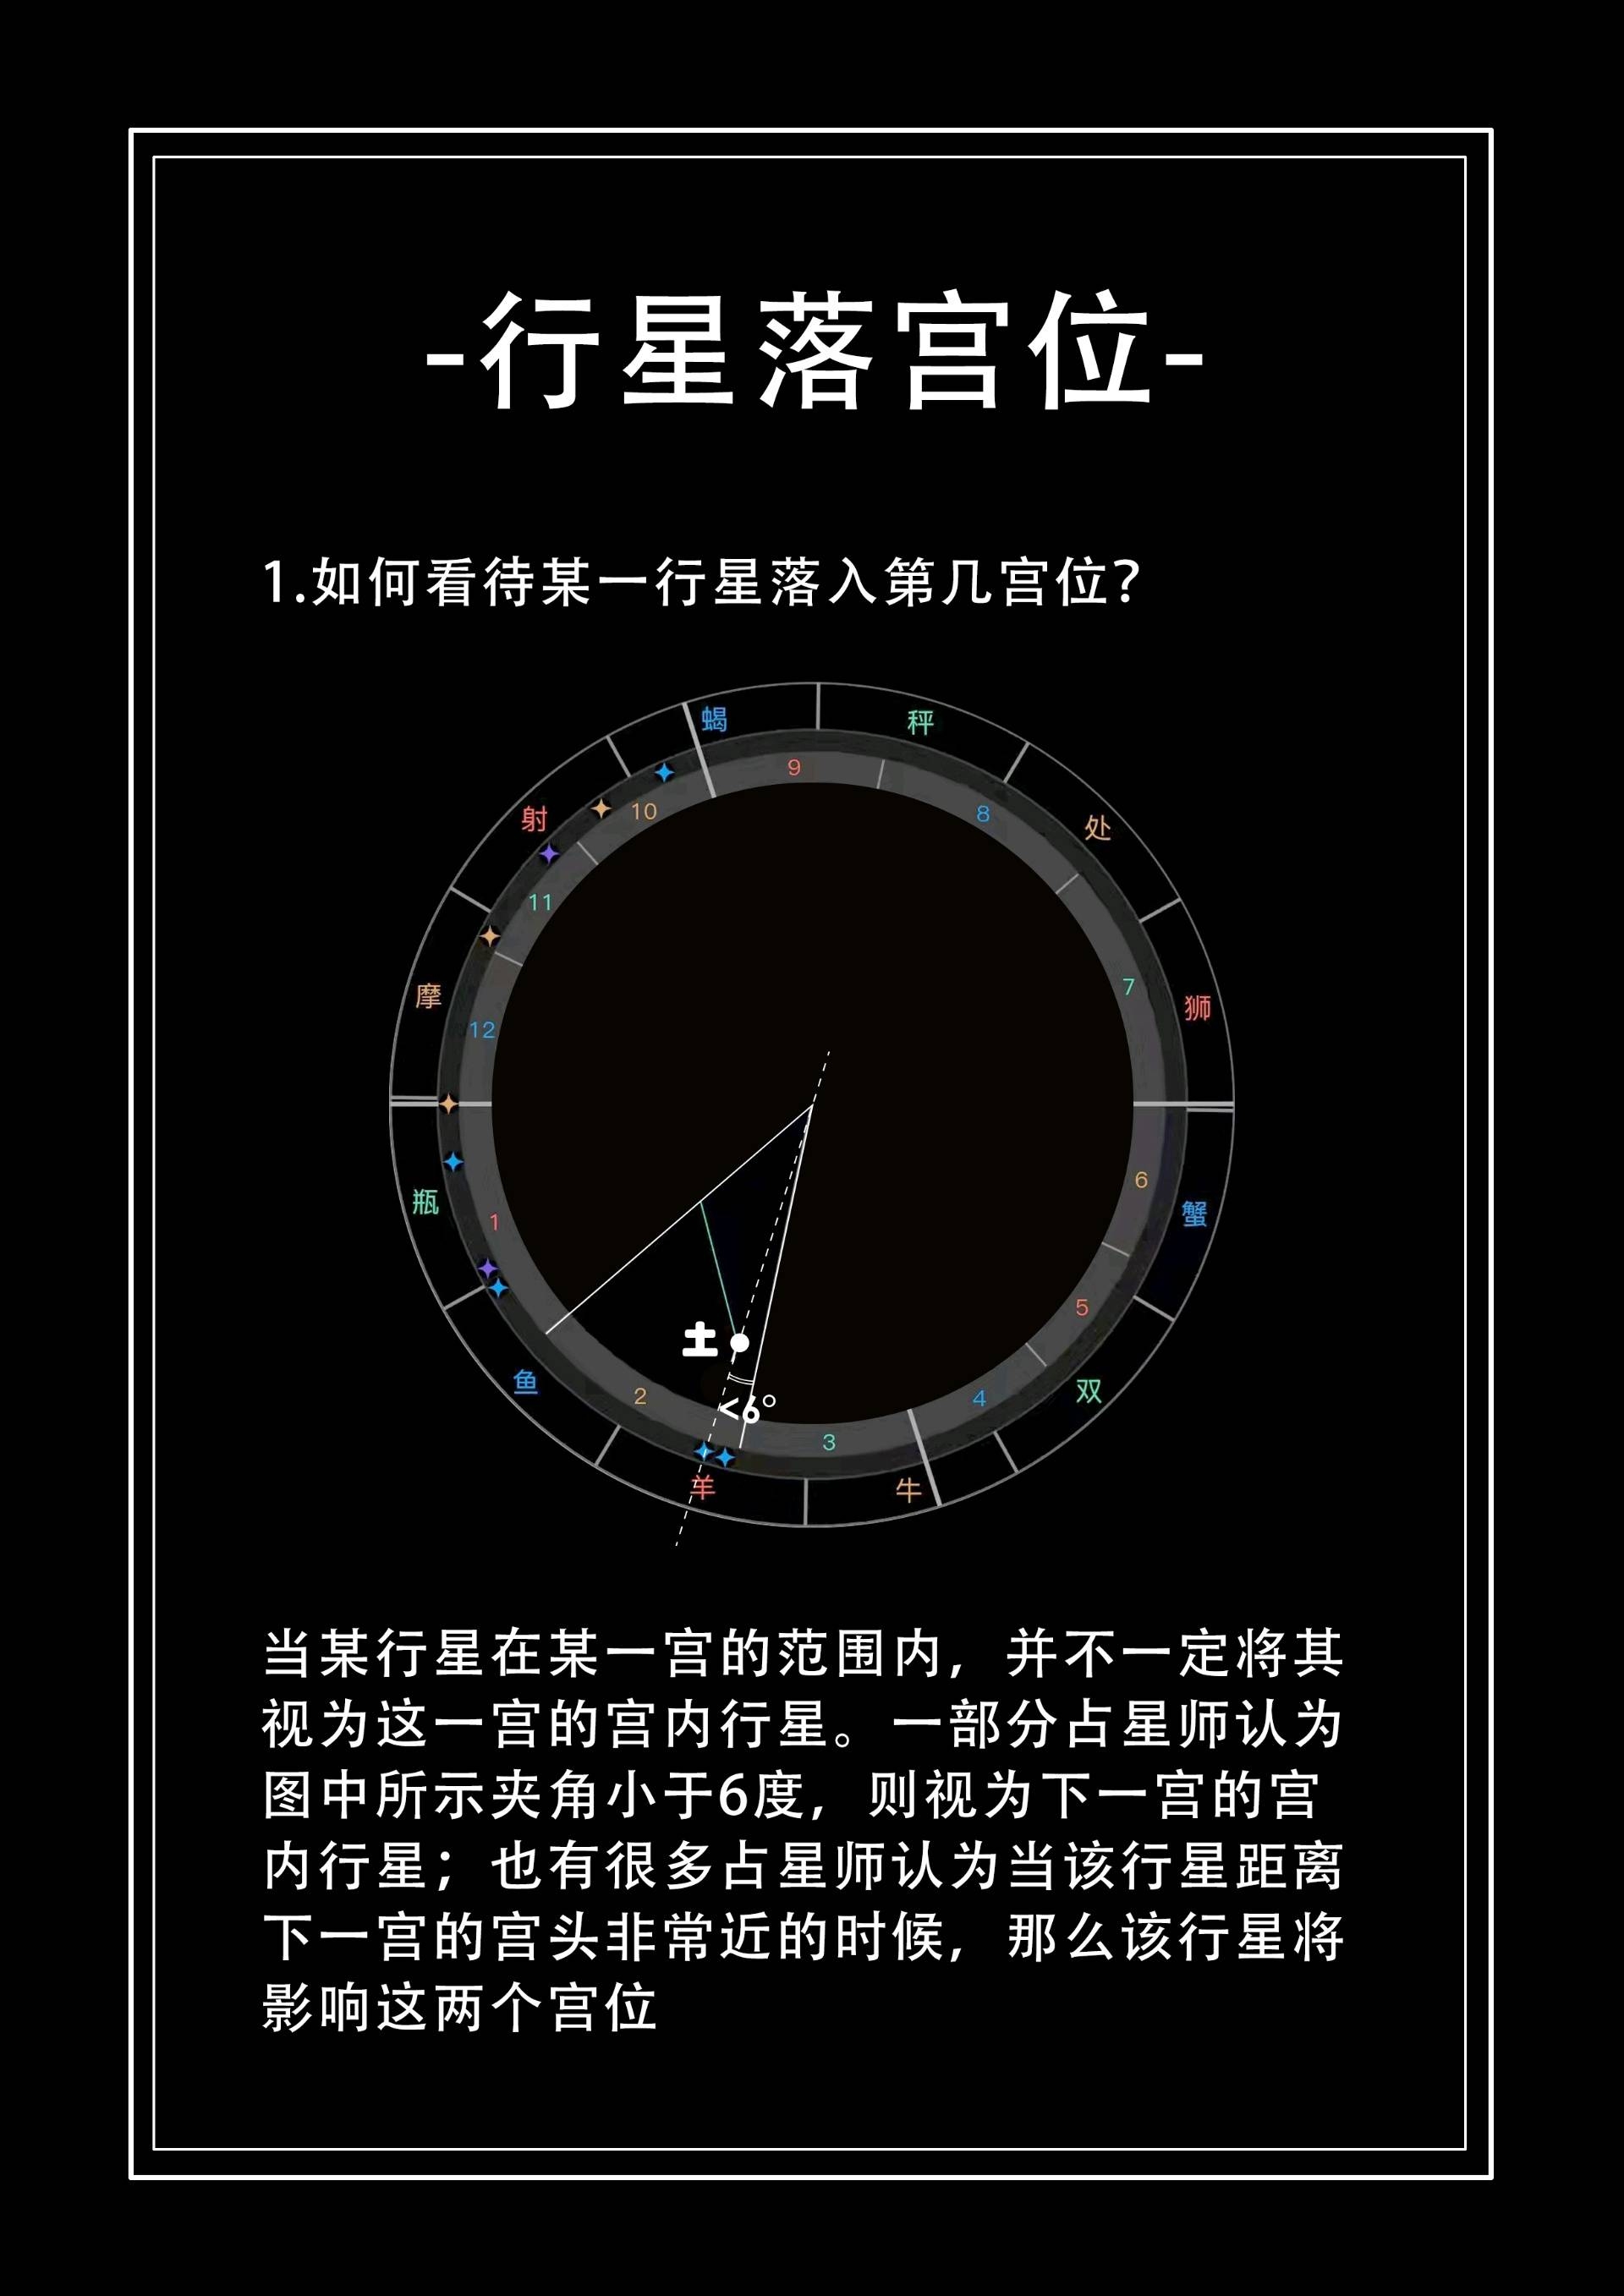 -行星落宫位-
1.如何看待某一行星落入第几宫位？
蝎
秤
9
射
10
8
处
11
摩
7
狮
12
6
瓶
1
蟹
5
土
鱼
2
<6°
4
双
3
羊
牛
当某行星在某一宫的范围内，并不一定将其
视为这一宫的宫内行星。一部分占星师认为
图中所示夹角小于6度，则视为下一宫的宫
内行星；也有很多占星师认为当该行星距离
下一宫的宫头非常近的时候，那么该行星将
影响这两个宫位